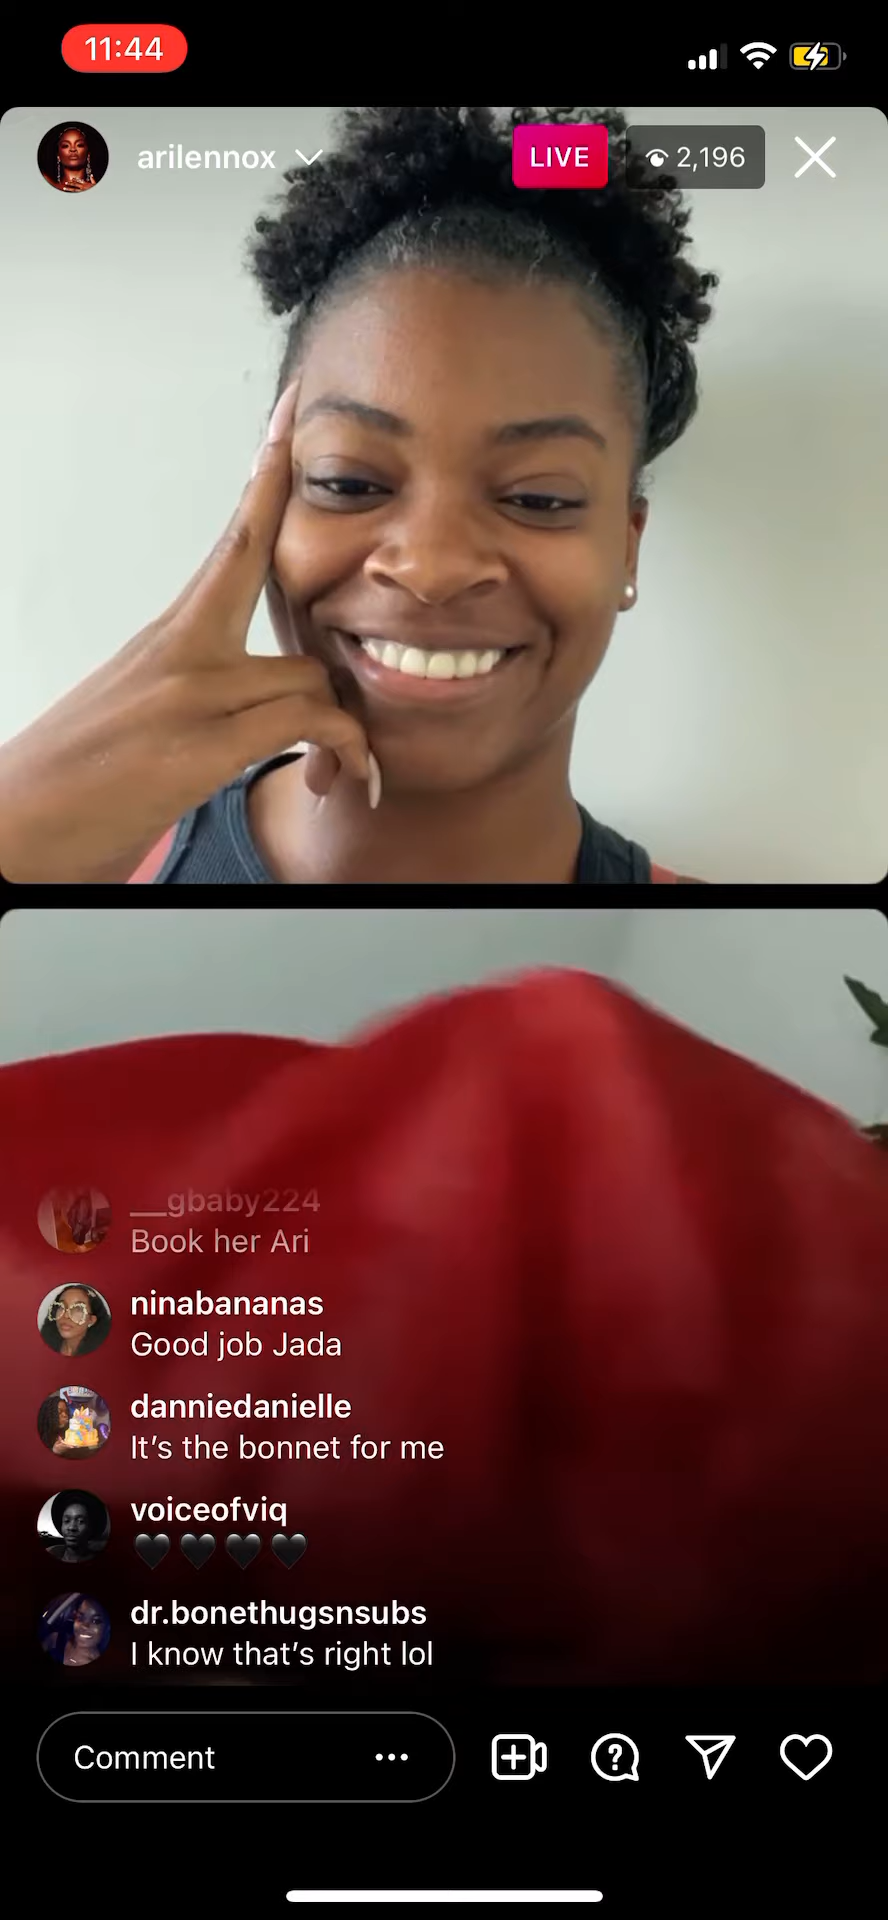 11:44
arilennox
LIVE
2,196
__gbaby224
Book her Ari
ninabananas
Good job Jada
danniedanielle
It’s the bonnet for me
voiceofviq
🖤🖤🖤🖤
dr.bonethugsnsubs
I know that’s right lol
Comment